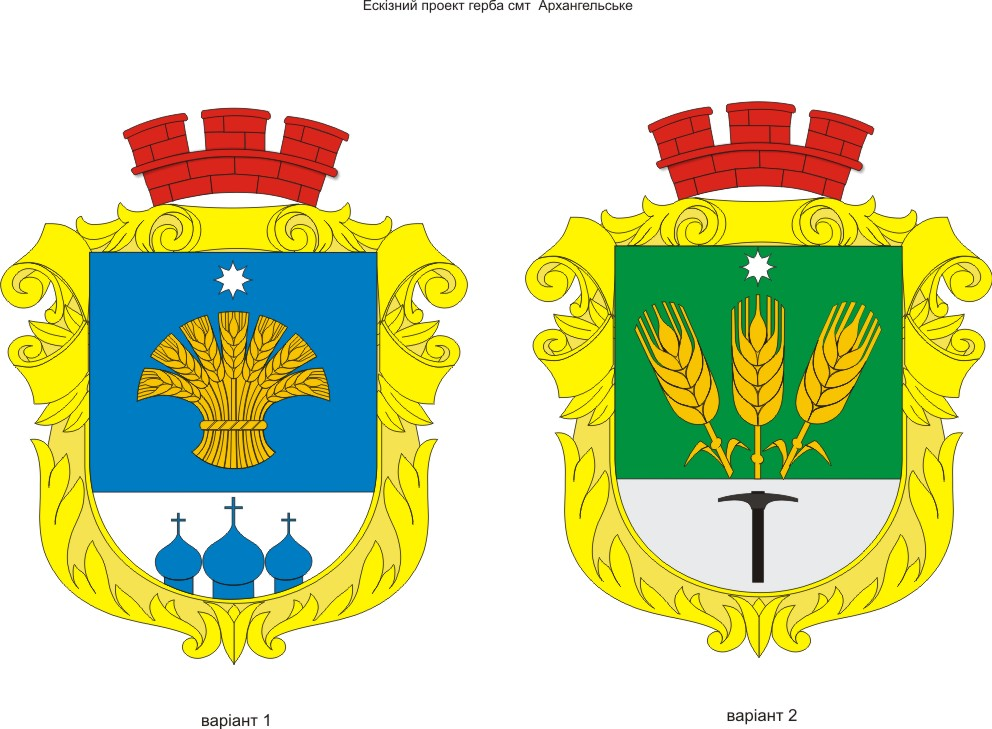 Ескізний проект герба смт Архангельське
варіант 1
варіант 2